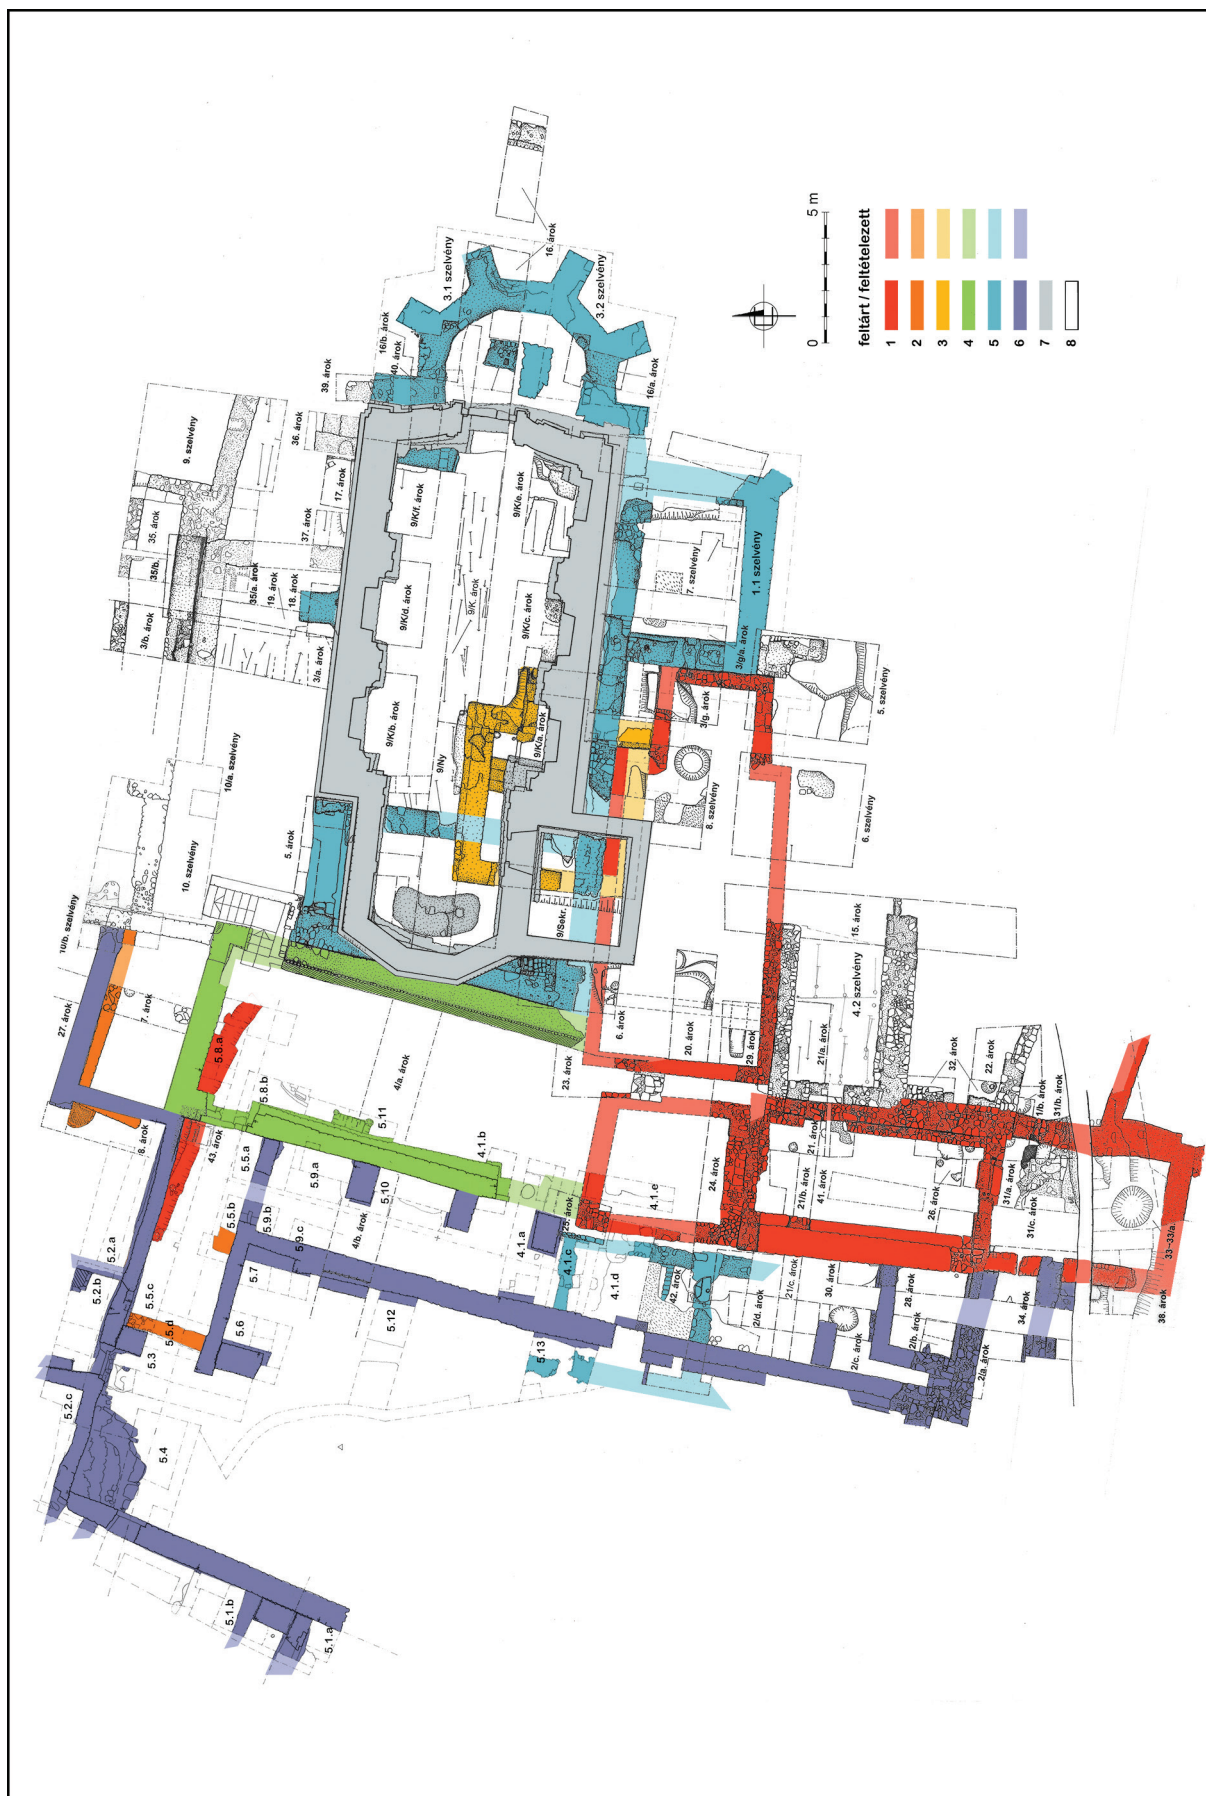 16. árok
3.1 szelvény
3.2 szelvény
16/b. árok
40. árok
39. árok
16/a. árok
36. árok
9. szelvény
17. árok
35. árok
37. árok
35/b.
35/a. árok
19. árok
18. árok
3/b. árok
3/a. árok
9/K/f. árok
9/K/e. árok
9/K/d. árok
9/K. árok
9/K/c. árok
9/K/b. árok
9/K/a. árok
9/Ny
7. szelvény
1.1 szelvény
3/g/a. árok
3/g. árok
5. szelvény
8. szelvény
6. szelvény
10/a. szelvény
10. szelvény
10/b. szelvény
5. árok
9/Sekr.
15. árok
4.2 szelvény
27. árok
7. árok
8. árok
5.8.a
5.8.b
43. árok
4/a. árok
5.11
4.1.b
23. árok
6. árok
20. árok
29. árok
21/a. árok
32. árok
22. árok
1/b. árok
31/b. árok
5.5.a
5.9.a
5.10
5.5.b
5.9.b
5.9.c
4/b. árok
4.1.a
25. árok
4.1.c
4.1.e
4.1.d
24. árok
21. árok
21/b. árok
41. árok
26. árok
31/a. árok
31/c. árok
33–33/a.
38. árok
42. árok
21/c. árok
2/d. árok
30. árok
28. árok
34. árok
2/c. árok
2/b. árok
2/a. árok
5.2.a
5.2.b
5.5.c
5.5.d
5.7
5.6
5.3
5.12
5.13
5.2.c
5.4
5.1.b
5.1.a
0 5 m
feltárt / feltételezett
1
2
3
4
5
6
7
8